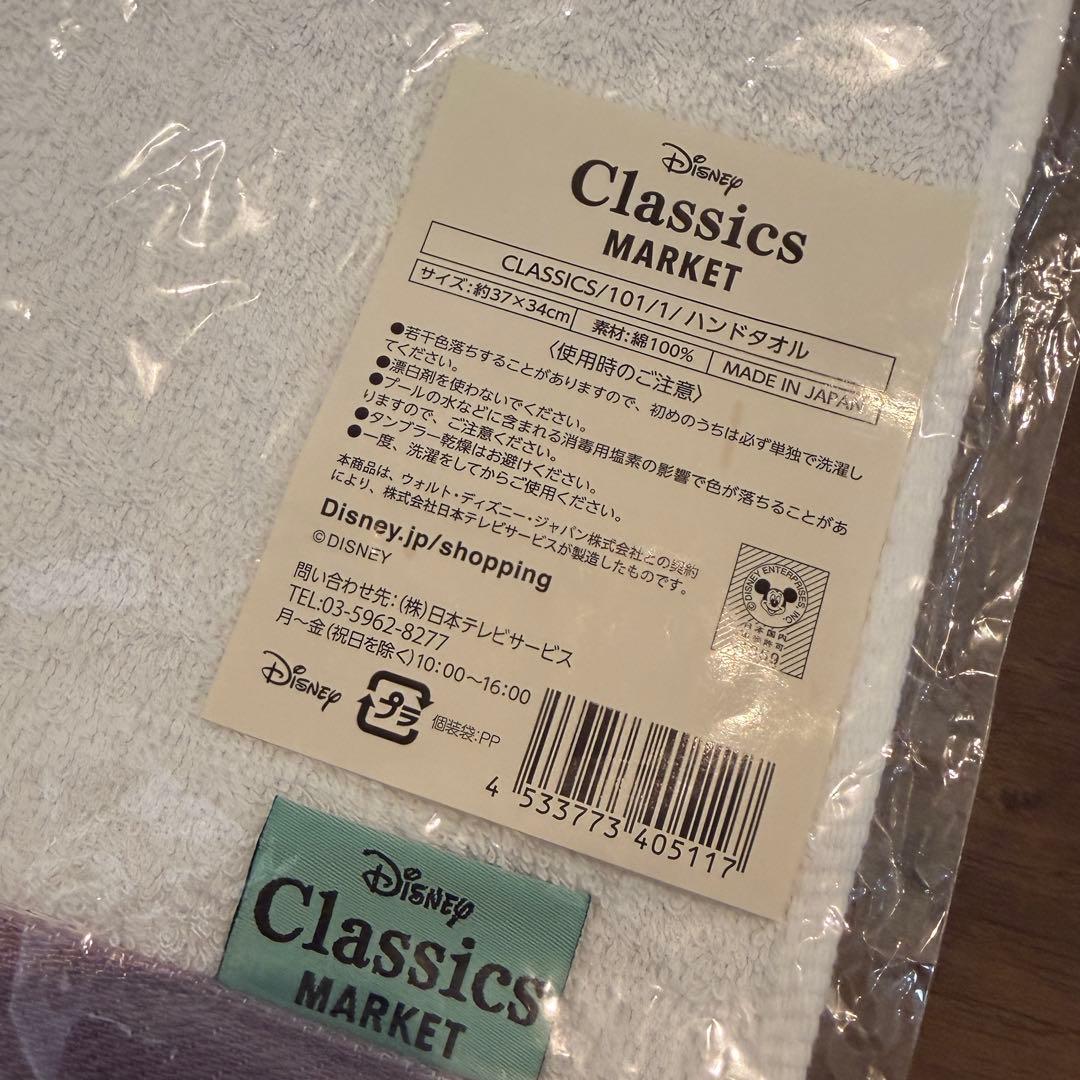 Disney
Classics
MARKET
CLASSICS/101/1/ハンドタオル
サイズ:約37×34cm
素材:綿100%
MADE IN JAPAN
〈使用時のご注意〉
●若干色落ちすることがありますので、初めのうちは必ず単独で洗濯し
てください。
●漂白剤を使わないでください。
●プールの水などに含まれる消毒用塩素の影響で色が落ちることがあ
りますので、ご注意ください。
●タンブラー乾燥はお避けください。
●一度、洗濯をしてからご使用ください。
本商品は、ウォルト・ディズニー・ジャパン株式会社との契約
により、株式会社日本テレビサービスが製造したものです。
Disney.jp/shopping
©DISNEY
©DISNEY ENTERPRISES INC.
日本国内
問い合わせ先:(株)日本テレビサービス
TEL:03-5962-8277
月〜金(祝日を除く)10:00〜16:00
Disney
プラ
個装袋:PP
4 533773 405117
Disney
Classics
MARKET